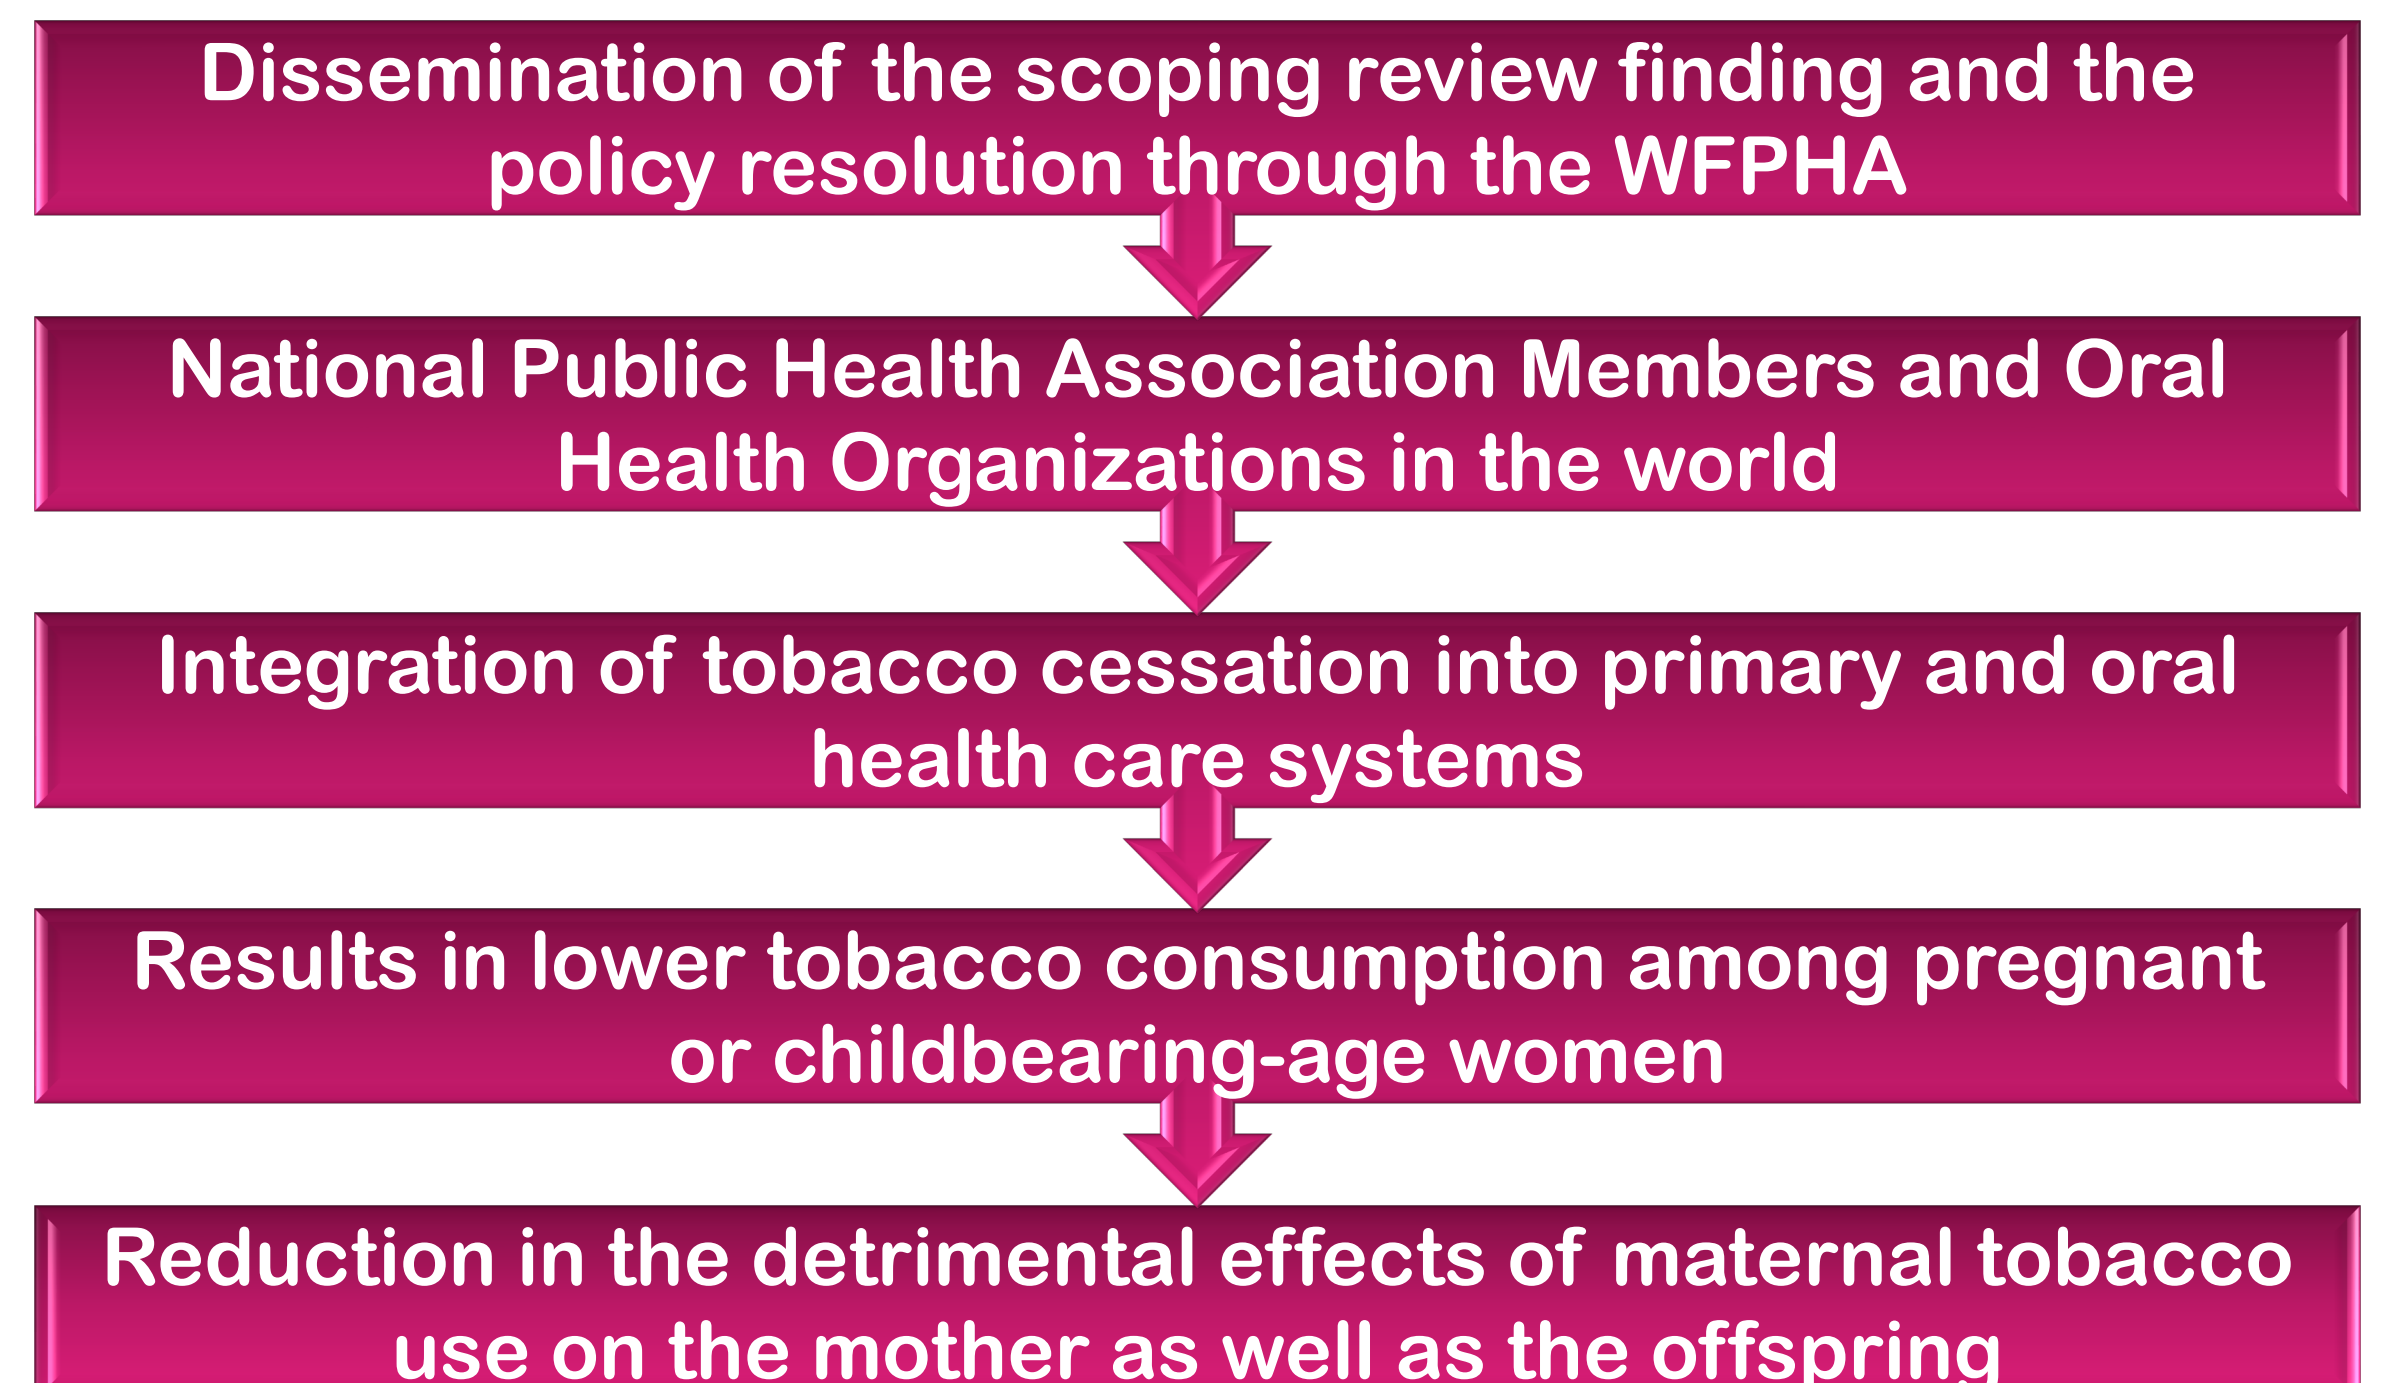 Dissemination of the scoping review finding and the
policy resolution through the WFPHA
National Public Health Association Members and Oral
Health Organizations in the world
Integration of tobacco cessation into primary and oral
health care systems
Results in lower tobacco consumption among pregnant
or childbearing-age women
Reduction in the detrimental effects of maternal tobacco
use on the mother as well as the offspring